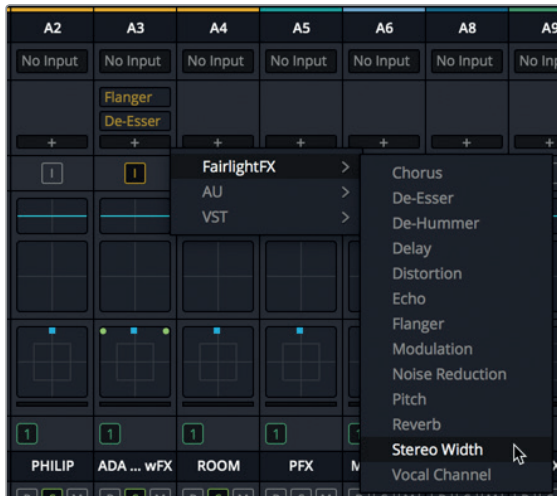 A2 A3 A4 A5 A6 A8 A9
No Input No Input No Input No Input No Input No Input
Flanger
De-Esser
+ + + + + +
I I
FairlightFX >
AU >
VST >
Chorus
De-Esser
De-Hummer
Delay
Distortion
Echo
Flanger
Modulation
Noise Reduction
Pitch
Reverb
Stereo Width
Vocal Channel
1 1 1 1
PHILIP ADA ... wFX ROOM PFX